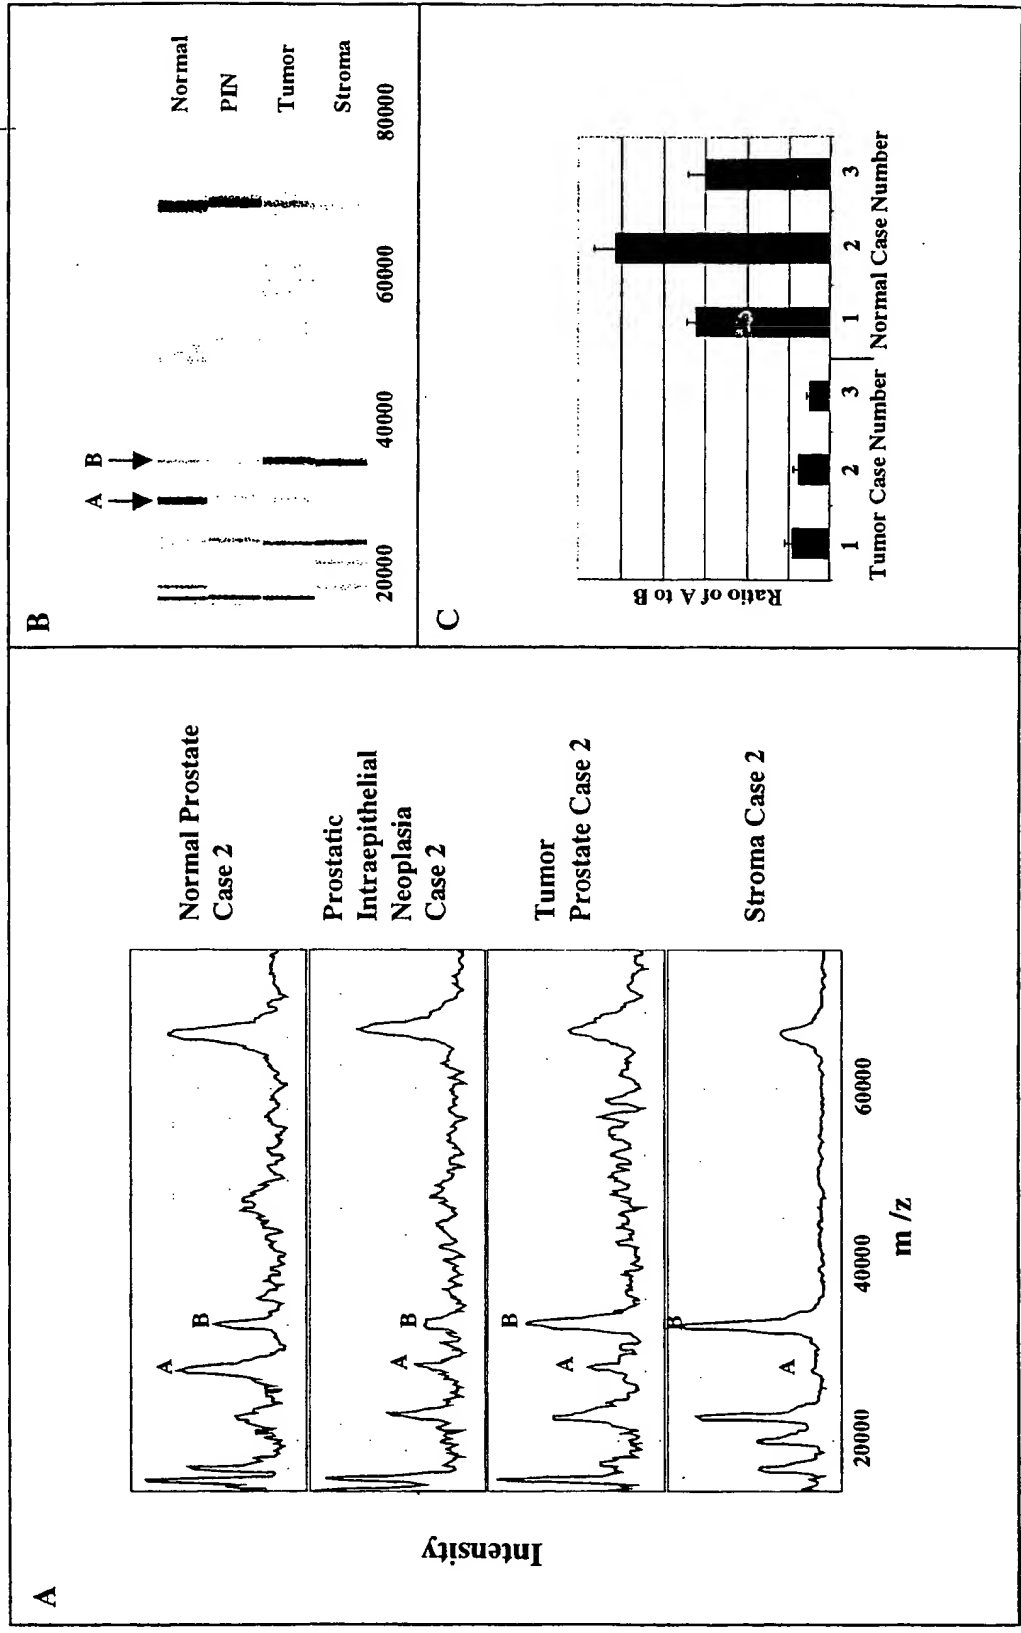 A
Intensity
A
B
Normal Prostate
Case 2
A
B
Prostatic
Intraepithelial
Neoplasia
Case 2
A
B
Tumor
Prostate Case 2
A
B
Stroma Case 2
20000
40000
60000
m /z
B
A
B
Normal
PIN
Tumor
Stroma
20000
40000
60000
80000
C
Ratio of A to B
1
2
3
1
2
3
Tumor Case Number
Normal Case Number